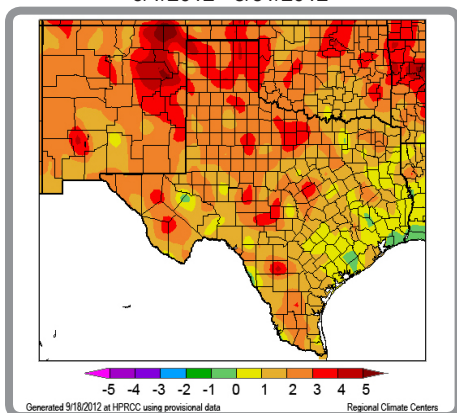 -5 -4 -3 -2 -1 0 1 2 3 4 5
Generated 9/18/2012 at HPRCC using provisional data
Regional Climate Centers